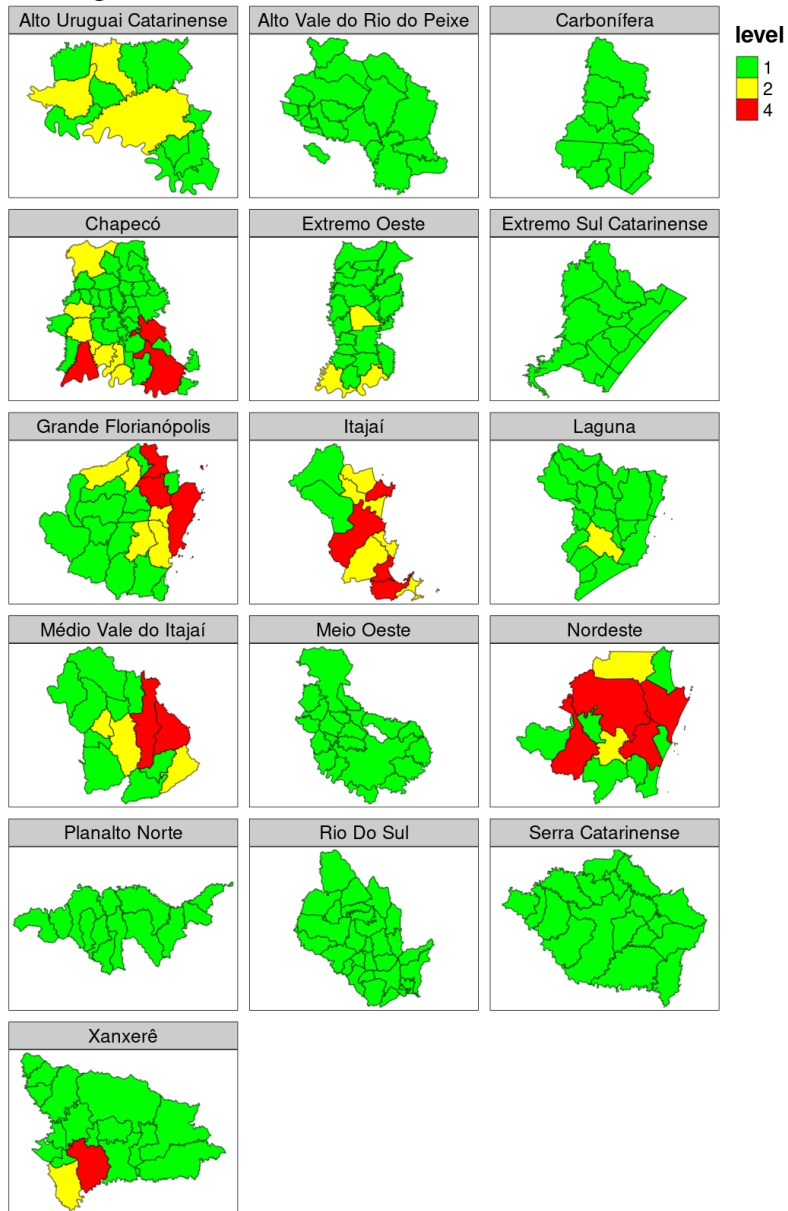 Alto Uruguai Catarinense
Alto Vale do Rio do Peixe
Carbonífera
level
1
2
4
Chapecó
Extremo Oeste
Extremo Sul Catarinense
Grande Florianópolis
Itajaí
Laguna
Médio Vale do Itajaí
Meio Oeste
Nordeste
Planalto Norte
Rio Do Sul
Serra Catarinense
Xanxerê